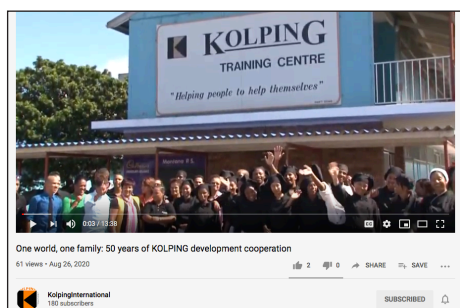 KOLPING
TRAINING CENTRE
"Helping people to help themselves"
0:03 / 13:38
One world, one family: 50 years of KOLPING development cooperation
61 views • Aug 26, 2020
2
0
SHARE
SAVE
KolpingInternational
180 subscribers
SUBSCRIBED